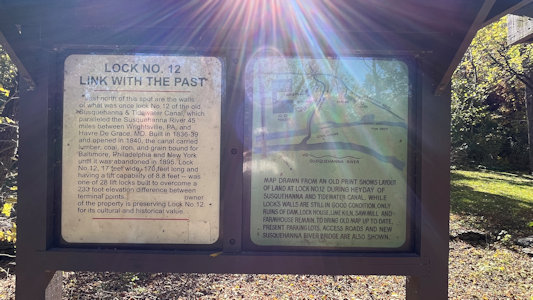 LOCK NO. 12
LINK WITH THE PAST
Just north of this spot are the walls
of what was once lock No. 12 of the old
Susquehanna & Tidewater Canal, which
paralleled the Susquehanna River 45
miles between Wrightsville, PA, and
Havre De Grace, MD. Built in 1836-39
and opened in 1840, the canal carried
lumber, coal, iron, and grain bound for
Baltimore, Philadelphia and New York
until it was abandoned in 1895. Lock
No. 12, 17 feet wide, 170 feet long and
having a lift capability of 8.8 feet – was
one of 28 lift locks built to overcome a
233 foot elevation difference between
terminal points. owner
of the property is preserving Lock No. 12
for its cultural and historical value.
SUSQUEHANNA RIVER
MAP DRAWN FROM AN OLD PRINT SHOWS LAYOUT
OF LAND AT LOCK NO.12 DURING HEYDAY OF
SUSQUEHANNA AND TIDEWATER CANAL. WHILE
LOCKS WALLS ARE STILL IN GOOD CONDITION, ONLY
RUINS OF DAM, LOCK HOUSE, LIME KILN, SAW MILL AND
FARMHOUSE REMAIN. TO BRING OLD MAP UP TO DATE,
PRESENT PARKING LOTS, ACCESS ROADS AND NEW
SUSQUEHANNA RIVER BRIDGE ARE ALSO SHOWN.